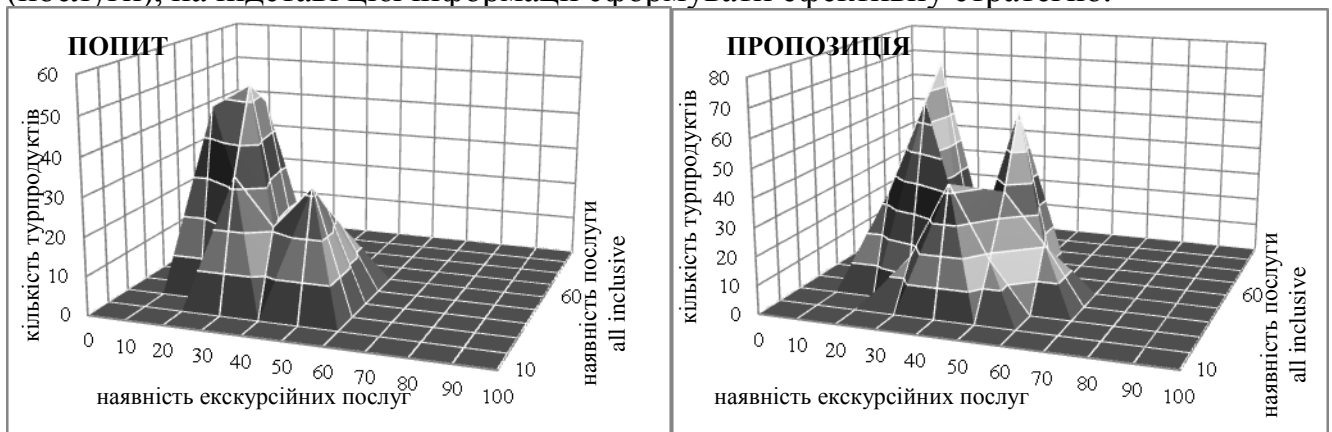 (послуги), на підставі цієї інформації сформували ефективну стратегію.
ПОПИТ
кількість турпродуктів
60
50
40
30
20
10
0
0 10 20 30 40 50 60 70 80 90 100
наявність екскурсійних послуг
10
60
наявність послуги
all inclusive
ПРОПОЗИЦІЯ
кількість турпродуктів
80
70
60
50
40
30
20
10
0
0 10 20 30 40 50 60 70 80 90 100
наявність екскурсійних послуг
10
60
наявність послуги
all inclusive